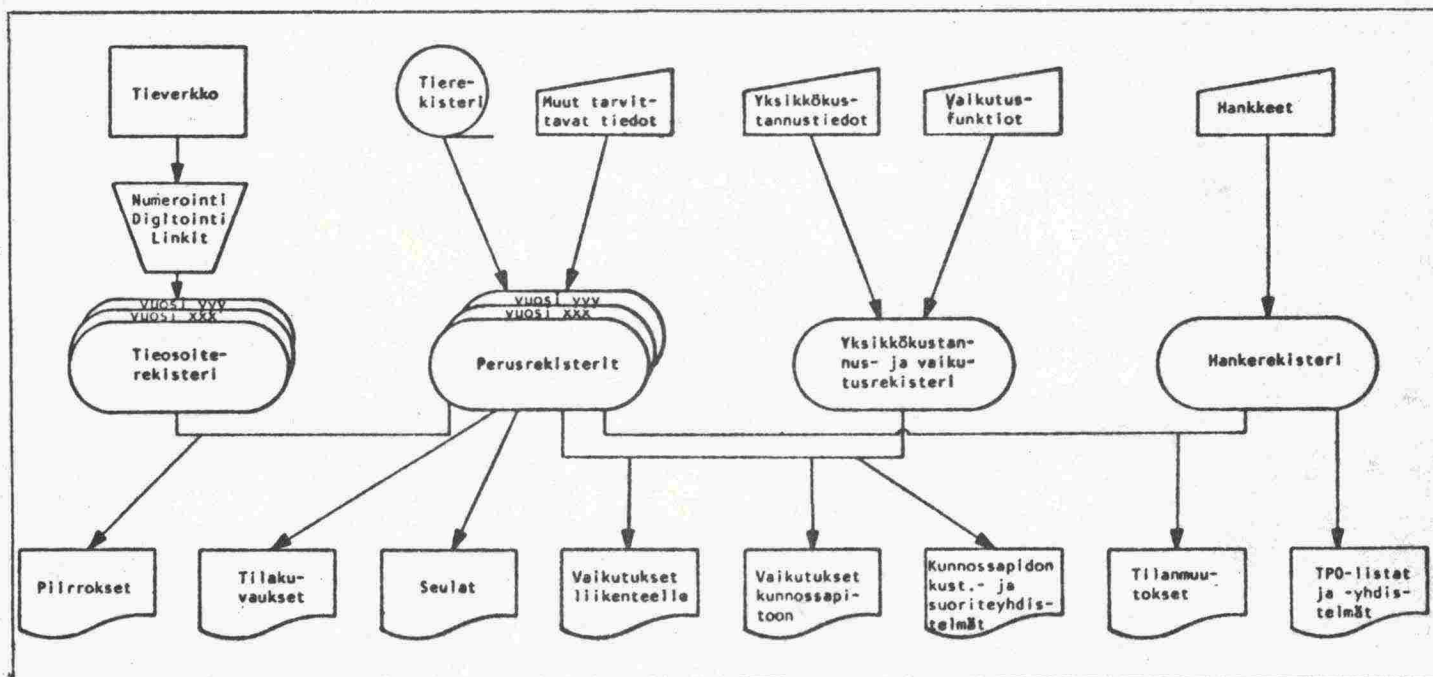 Tieverkko
Tiere-
kisteri
Muut tarvit-
tavat tiedot
Yksikkökus-
tannustiedot
Vaikutus-
funktiot
Hankkeet
Numerointi
Digitointi
Linkit
vuosi yyy
vuosi xxx
Tieosoite-
rekisteri
vuosi yyy
vuosi xxx
Perusrekisterit
Yksikkökustan-
nus- ja vaiku-
tusrekisteri
Hankerekisteri
Piirrokset
Tilaku-
vaukset
Seulat
Vaikutukset
liikenteelle
Vaikutukset
kunnossapi-
toon
Kunnossapidon
kust.- ja
suoriteyhdis-
telmät
Tilanmuu-
tokset
TPO-listat
ja -yhdis-
telmät